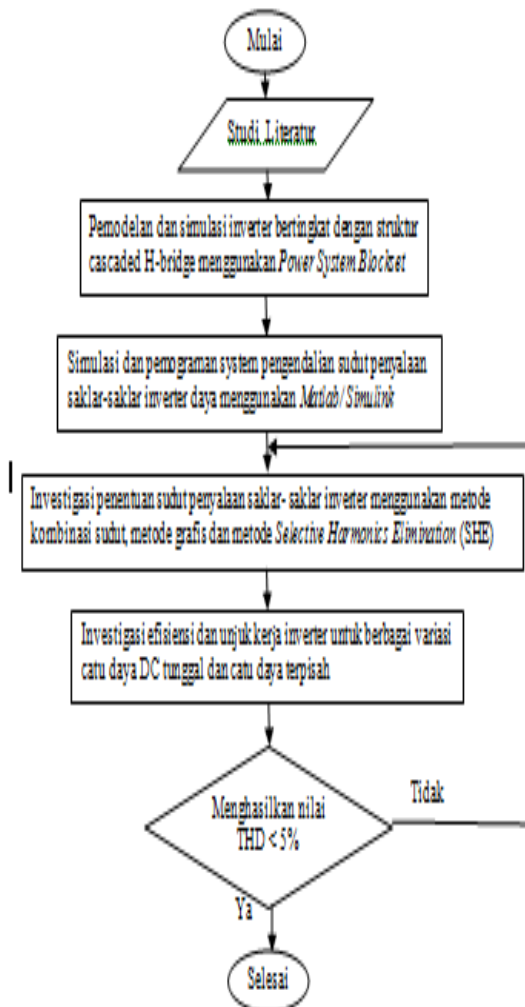 Mulai
Studi Literatur
Pemodelan dan simulasi inverter bertingkat dengan struktur
cascaded H-bridge menggunakan Power System Blockset
Simulasi dan pemograman system pengendalian sudut penyalaan
saklar-saklar inverter daya menggunakan Matlab/ Simulink
Investigasi penentuan sudut penyalaan saklar- saklar inverter menggunakan metode
kombinasi sudut, metode grafis dan metode Selective Harmonics Elimination (SHE)
Investigasi efisiensi dan unjuk kerja inverter untuk berbagai variasi
catu daya DC tunggal dan catu daya terpisah
Menghasilkan nilai
THD < 5%
Tidak
Ya
Selesai